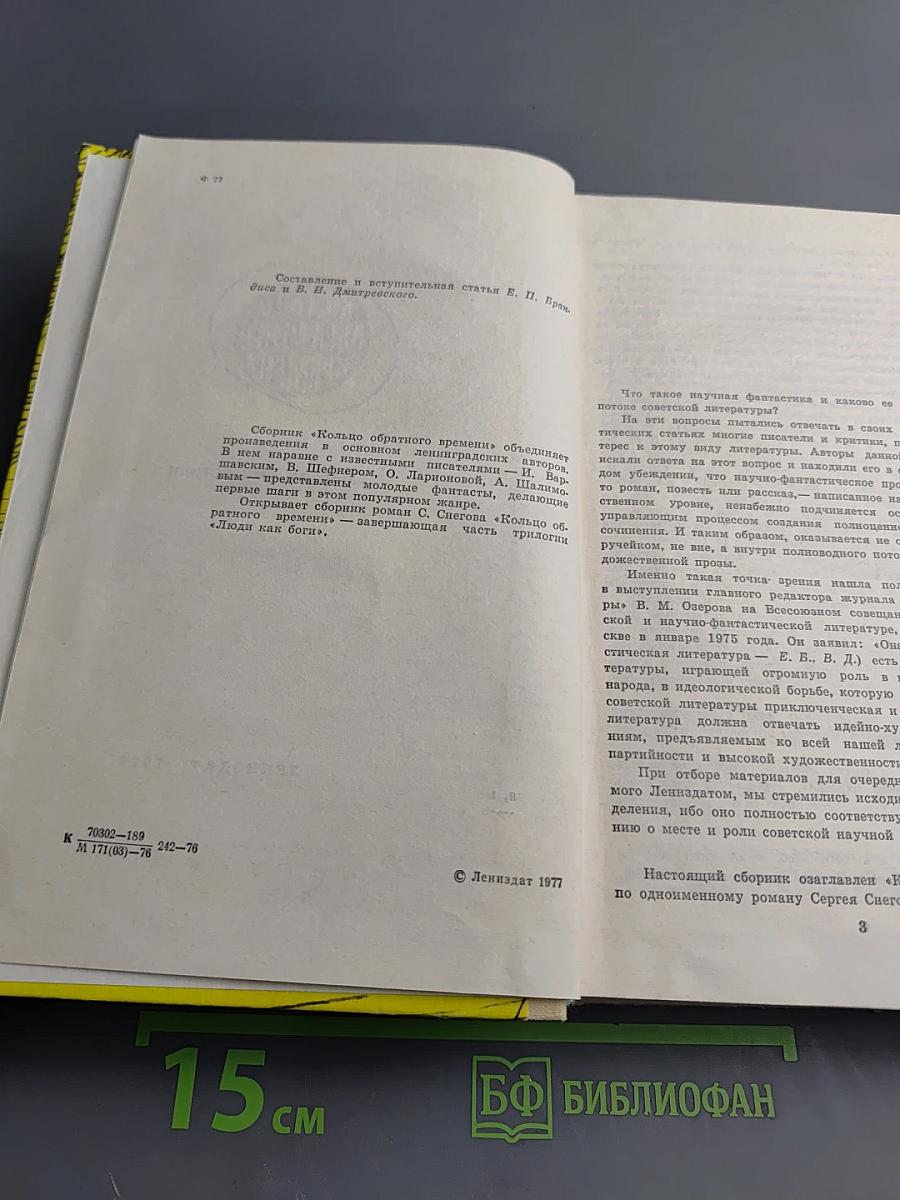 Ф 22
Составление и вступительная статья Е. П. Бран-
диса и В. И. Дмитревского.
Сборник «Кольцо обратного времени» объединяет
произведения в основном ленинградских авторов.
В нем наравне с известными писателями — И. Вар-
шавским, В. Шефнером, О. Ларионовой, А. Шалимо-
вым — представлены молодые фантасты, делающие
первые шаги в этом популярном жанре.
Открывает сборник роман С. Снегова «Кольцо об-
ратного времени» — завершающая часть трилогии
«Люди как боги».
К 70302—189
М 171(03)—76 242—76
© Лениздат 1977
Что такое научная фантастика и каково ее
потоке советской литературы?
На эти вопросы пытались отвечать в своих
тических статьях многие писатели и критики, п
терес к этому виду литературы. Авторы данной
искали ответа на этот вопрос и находили его в
дом убеждении, что научно-фантастическое про
то роман, повесть или рассказ,— написанное на
ственном уровне, неизбежно подчиняется ос
управляющим процессом создания полноценно
сочинения. И таким образом, оказывается не с
ручейком, не вне, а внутри полноводного пото
дожественной прозы.
Именно такая точка зрения нашла пол
в выступлении главного редактора журнала
ры» В. М. Озерова на Всесоюзном совещан
ской и научно-фантастической литературе,
скве в январе 1975 года. Он заявил: «Она
стическая литература — Е. Б., В. Д.) есть
тературы, играющей огромную роль в
народа, в идеологической борьбе, которую
советской литературы приключенческая и
литература должна отвечать идейно-ху
ниям, предъявляемым ко всей нашей л
партийности и высокой художественности
При отборе материалов для очередн
мого Лениздатом, мы стремились исходи
деления, ибо оно полностью соответству
нию о месте и роли советской научной
Настоящий сборник озаглавлен «К
по одноименному роману Сергея Снего
3
15 см
БФ БИБЛИОФАН